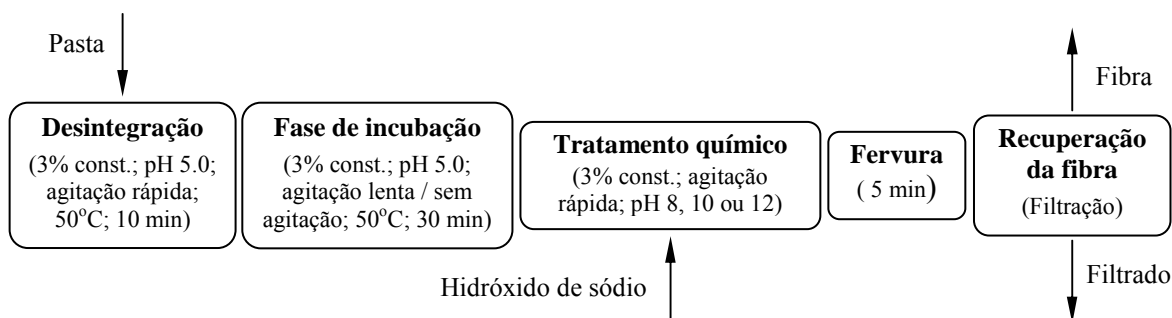 Pasta
Desintegração
(3% const.; pH 5.0;
agitação rápida;
50°C; 10 min)
Fase de incubação
(3% const.; pH 5.0;
agitação lenta / sem
agitação; 50°C; 30 min)
Tratamento químico
(3% const.; agitação
rápida; pH 8, 10 ou 12)
Hidróxido de sódio
Fervura
( 5 min)
Fibra
Recuperação
da fibra
(Filtração)
Filtrado